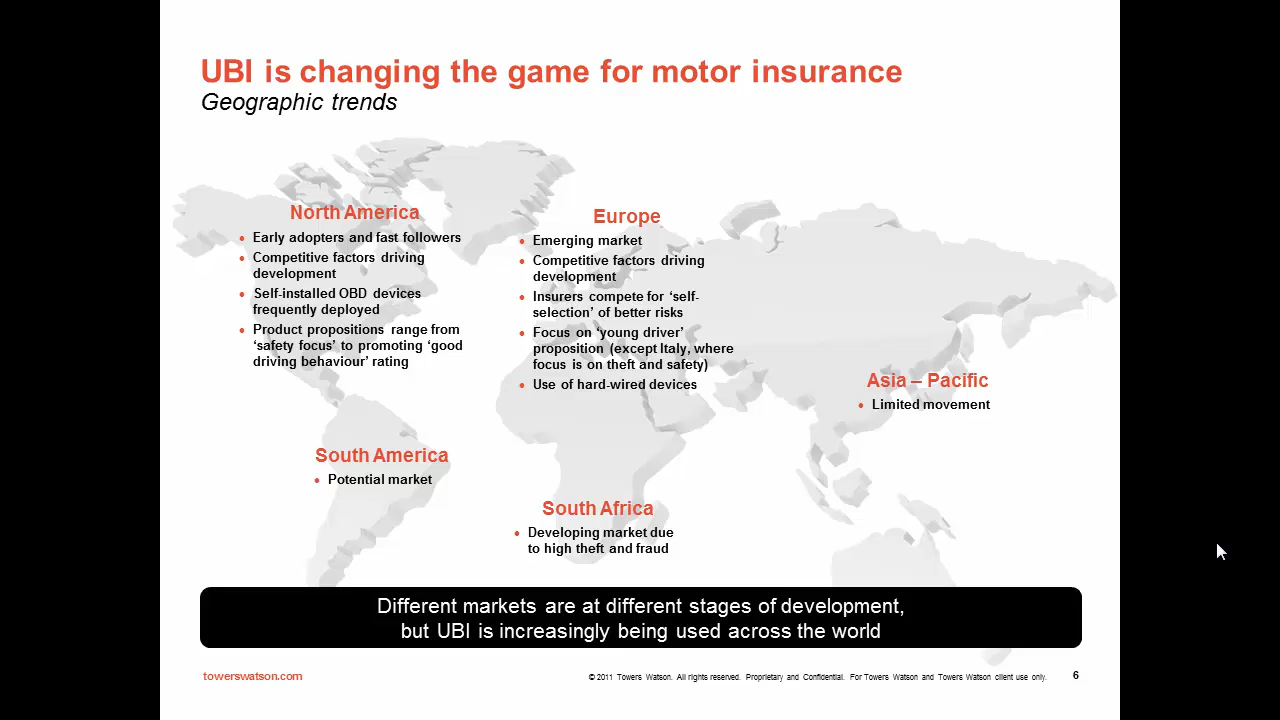 UBI is changing the game for motor insurance
Geographic trends
North America
• Early adopters and fast followers
• Competitive factors driving
development
• Self-installed OBD devices
frequently deployed
• Product propositions range from
‘safety focus’ to promoting ‘good
driving behaviour’ rating
Europe
• Emerging market
• Competitive factors driving
development
• Insurers compete for ‘self-
selection’ of better risks
• Focus on ‘young driver’
proposition (except Italy, where
focus is on theft and safety)
• Use of hard-wired devices
Asia – Pacific
• Limited movement
South America
• Potential market
South Africa
• Developing market due
to high theft and fraud
Different markets are at different stages of development,
but UBI is increasingly being used across the world
towerswatson.com
© 2011 Towers Watson. All rights reserved. Proprietary and Confidential. For Towers Watson and Towers Watson client use only.
6